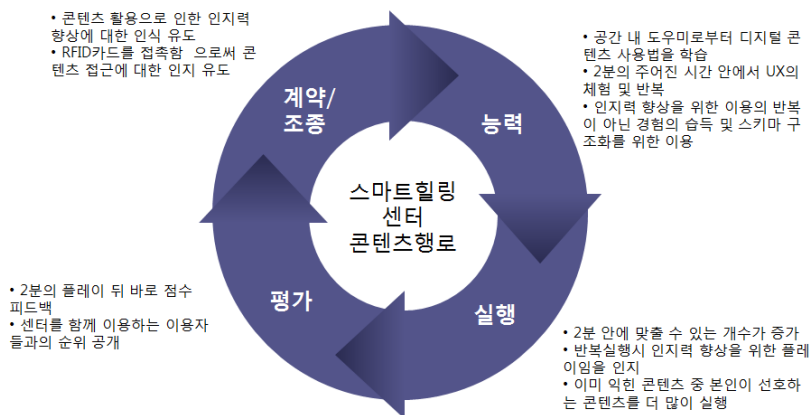 • 콘텐츠 활용으로 인한 인지력
향상에 대한 인식 유도
• RFID카드를 접촉함 으로써 콘
텐츠 접근에 대한 인지 유도
계약/
조종
• 공간 내 도우미로부터 디지털 콘
텐츠 사용법을 학습
• 2분의 주어진 시간 안에서 UX의
체험 및 반복
• 인지력 향상을 위한 이용의 반복
이 아닌 경험의 습득 및 스키마 구
조화를 위한 이용
능력
스마트힐링
센터
콘텐츠행로
• 2분의 플레이 뒤 바로 점수
피드백
• 센터를 함께 이용하는 이용자
들과의 순위 공개
평가
실행
• 2분 안에 맞출 수 있는 개수가 증가
• 반복실행시 인지력 향상을 위한 플레
이임을 인지
• 이미 익힌 콘텐츠 중 본인이 선호하
는 콘텐츠를 더 많이 실행